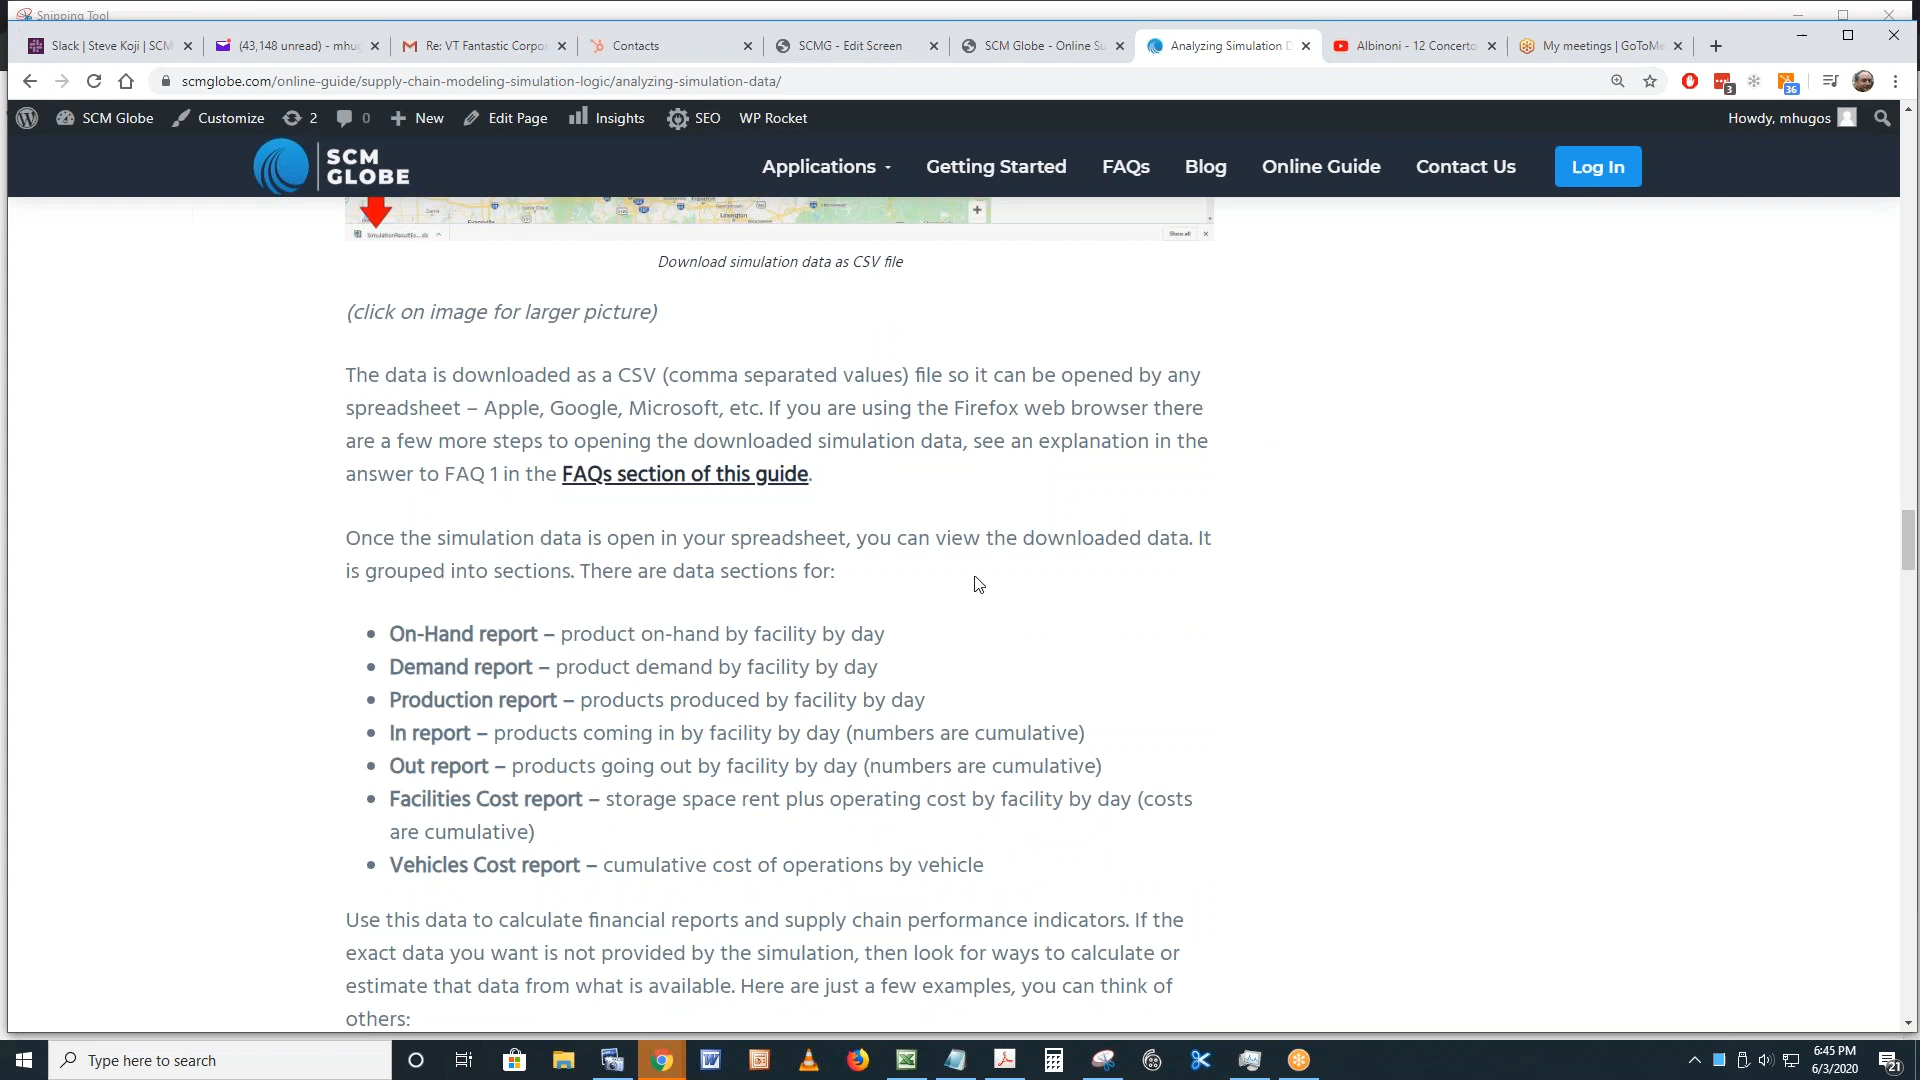 Snipping Tool
Slack | Steve Koji | SCM
(43,148 unread) - mhug
Re: VT Fantastic Corpo
Contacts
SCMG - Edit Screen
SCM Globe - Online Su
Analyzing Simulation D
Albinoni - 12 Concerto
My meetings | GoToMe
scmglobe.com/online-guide/supply-chain-modeling-simulation-logic/analyzing-simulation-data/
3
36
SCM Globe
Customize
2
0
New
Edit Page
Insights
SEO
WP Rocket
Howdy, mhugos
SCM
GLOBE
Applications
Getting Started
FAQs
Blog
Online Guide
Contact Us
Log In
Lexington
SimulationResultEs....xls
Show all
Download simulation data as CSV file
(click on image for larger picture)
The data is downloaded as a CSV (comma separated values) file so it can be opened by any
spreadsheet – Apple, Google, Microsoft, etc. If you are using the Firefox web browser there
are a few more steps to opening the downloaded simulation data, see an explanation in the
answer to FAQ 1 in the FAQs section of this guide.
Once the simulation data is open in your spreadsheet, you can view the downloaded data. It
is grouped into sections. There are data sections for:
• On-Hand report – product on-hand by facility by day
• Demand report – product demand by facility by day
• Production report – products produced by facility by day
• In report – products coming in by facility by day (numbers are cumulative)
• Out report – products going out by facility by day (numbers are cumulative)
• Facilities Cost report – storage space rent plus operating cost by facility by day (costs
are cumulative)
• Vehicles Cost report – cumulative cost of operations by vehicle
Use this data to calculate financial reports and supply chain performance indicators. If the
exact data you want is not provided by the simulation, then look for ways to calculate or
estimate that data from what is available. Here are just a few examples, you can think of
others:
Type here to search
6:45 PM
6/3/2020
21